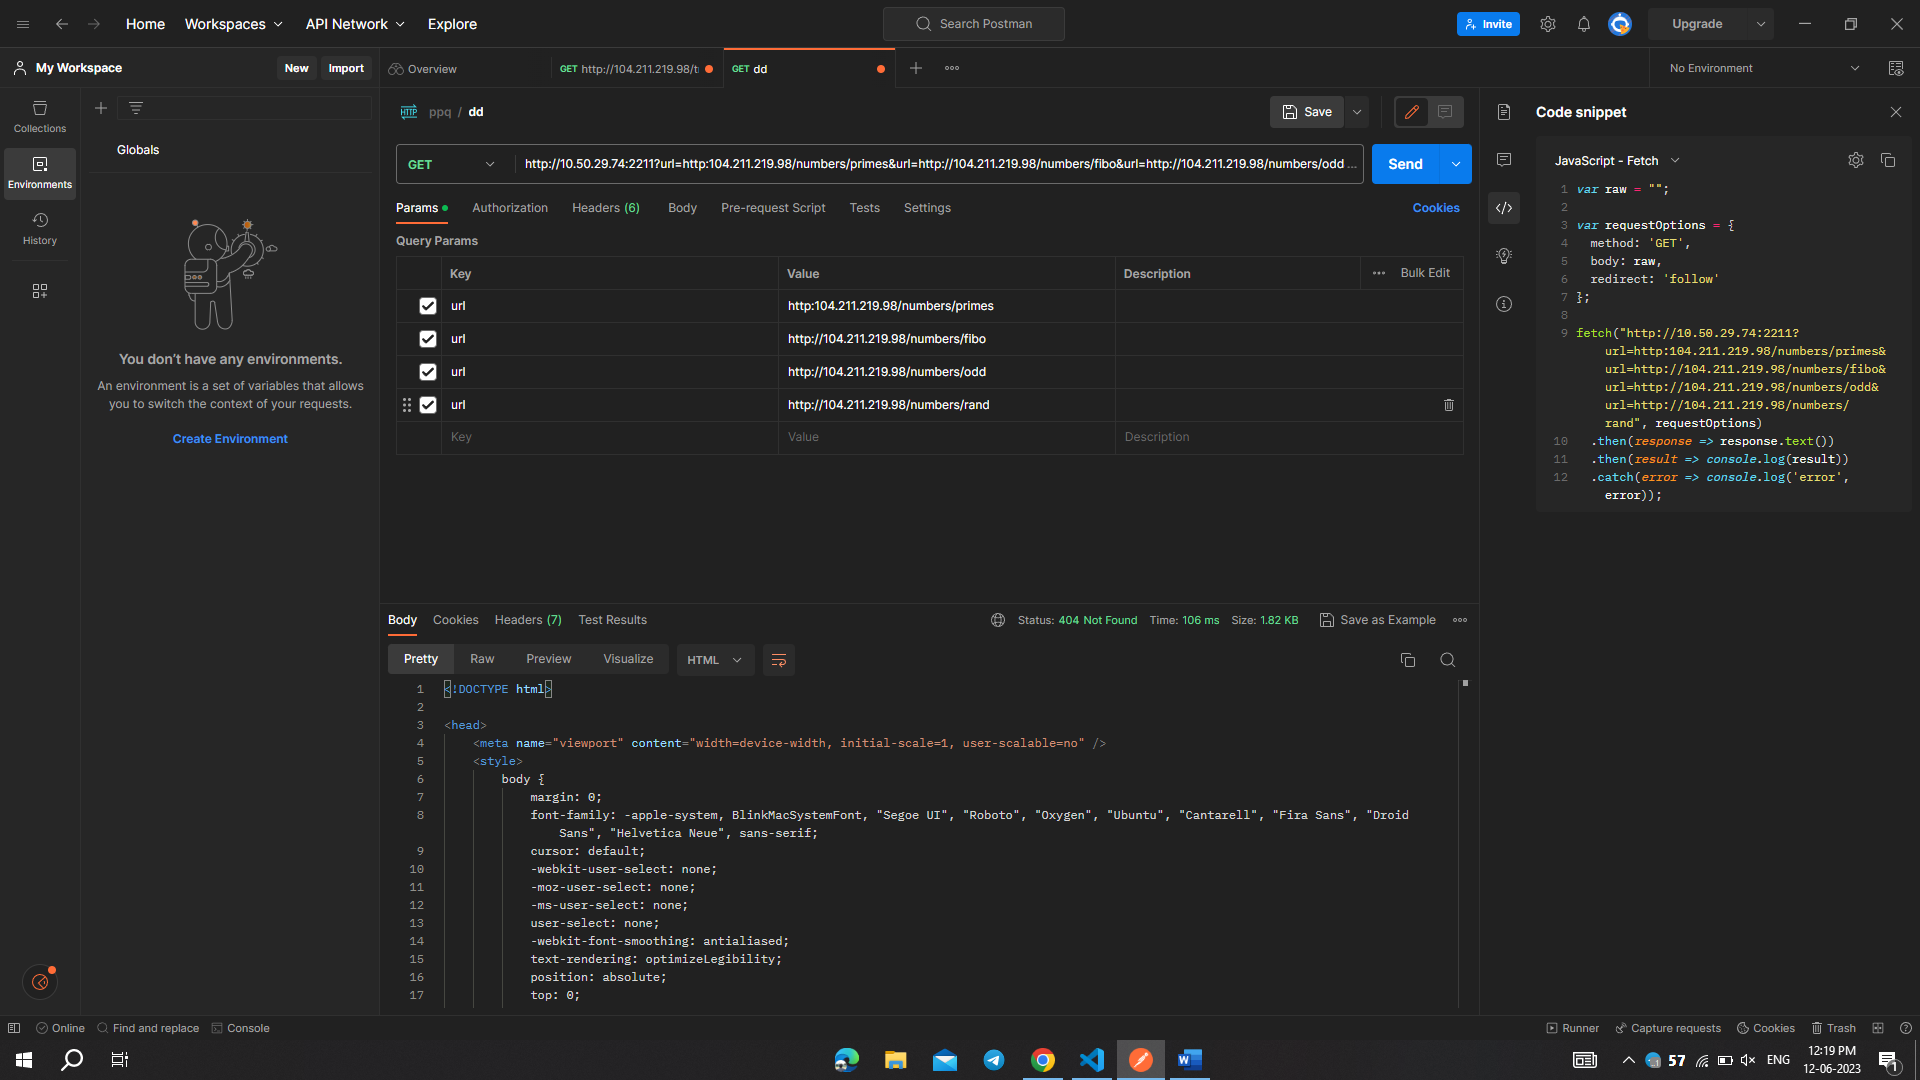 Home
Workspaces
API Network
Explore
Search Postman
Invite
Upgrade
My Workspace
New
Import
Overview
GET http://104.211.219.98/t
GET dd
No Environment
Collections
Environments
History
Globals
You don't have any environments.
An environment is a set of variables that allows
you to switch the context of your requests.
Create Environment
HTTP ppq / dd
Save
GET
http://10.50.29.74:2211?url=http:104.211.219.98/numbers/primes&url=http://104.211.219.98/numbers/fibo&url=http://104.211.219.98/numbers/odd ...
Send
Params
Authorization
Headers (6)
Body
Pre-request Script
Tests
Settings
Cookies
Query Params
Key Value Description ••• Bulk Edit
url http:104.211.219.98/numbers/primes
url http://104.211.219.98/numbers/fibo
url http://104.211.219.98/numbers/odd
url http://104.211.219.98/numbers/rand
Key Value Description
Code snippet
JavaScript - Fetch
1 var raw = "";
2
3 var requestOptions = {
4 method: 'GET',
5 body: raw,
6 redirect: 'follow'
7 };
8
9 fetch("http://10.50.29.74:2211?
url=http:104.211.219.98/numbers/primes&
url=http://104.211.219.98/numbers/fibo&
url=http://104.211.219.98/numbers/odd&
url=http://104.211.219.98/numbers/
rand", requestOptions)
10 .then(response => response.text())
11 .then(result => console.log(result))
12 .catch(error => console.log('error',
error));
Body
Cookies
Headers (7)
Test Results
Status: 404 Not Found Time: 106 ms Size: 1.82 KB
Save as Example
Pretty
Raw
Preview
Visualize
HTML
1 <!DOCTYPE html>
2
3 <head>
4 <meta name="viewport" content="width=device-width, initial-scale=1, user-scalable=no" />
5 <style>
6 body {
7 margin: 0;
8 font-family: -apple-system, BlinkMacSystemFont, "Segoe UI", "Roboto", "Oxygen", "Ubuntu", "Cantarell", "Fira Sans", "Droid
Sans", "Helvetica Neue", sans-serif;
9 cursor: default;
10 -webkit-user-select: none;
11 -moz-user-select: none;
12 -ms-user-select: none;
13 user-select: none;
14 -webkit-font-smoothing: antialiased;
15 text-rendering: optimizeLegibility;
16 position: absolute;
17 top: 0;
Online
Find and replace
Console
Runner
Capture requests
Cookies
Trash
57
ENG
12:19 PM
12-06-2023
1